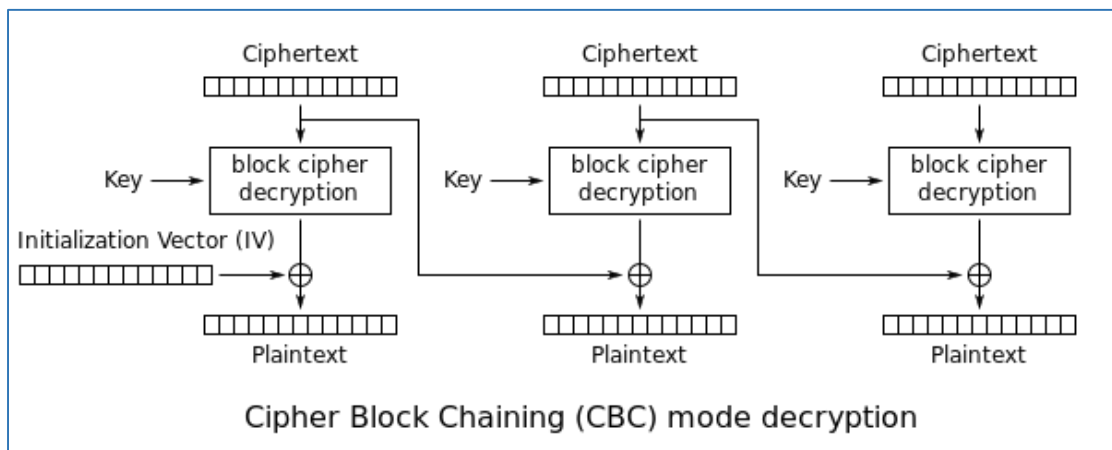 Ciphertext
Ciphertext
Ciphertext
Key
block cipher
decryption
Key
block cipher
decryption
Key
block cipher
decryption
Initialization Vector (IV)
Plaintext
Plaintext
Plaintext
Cipher Block Chaining (CBC) mode decryption